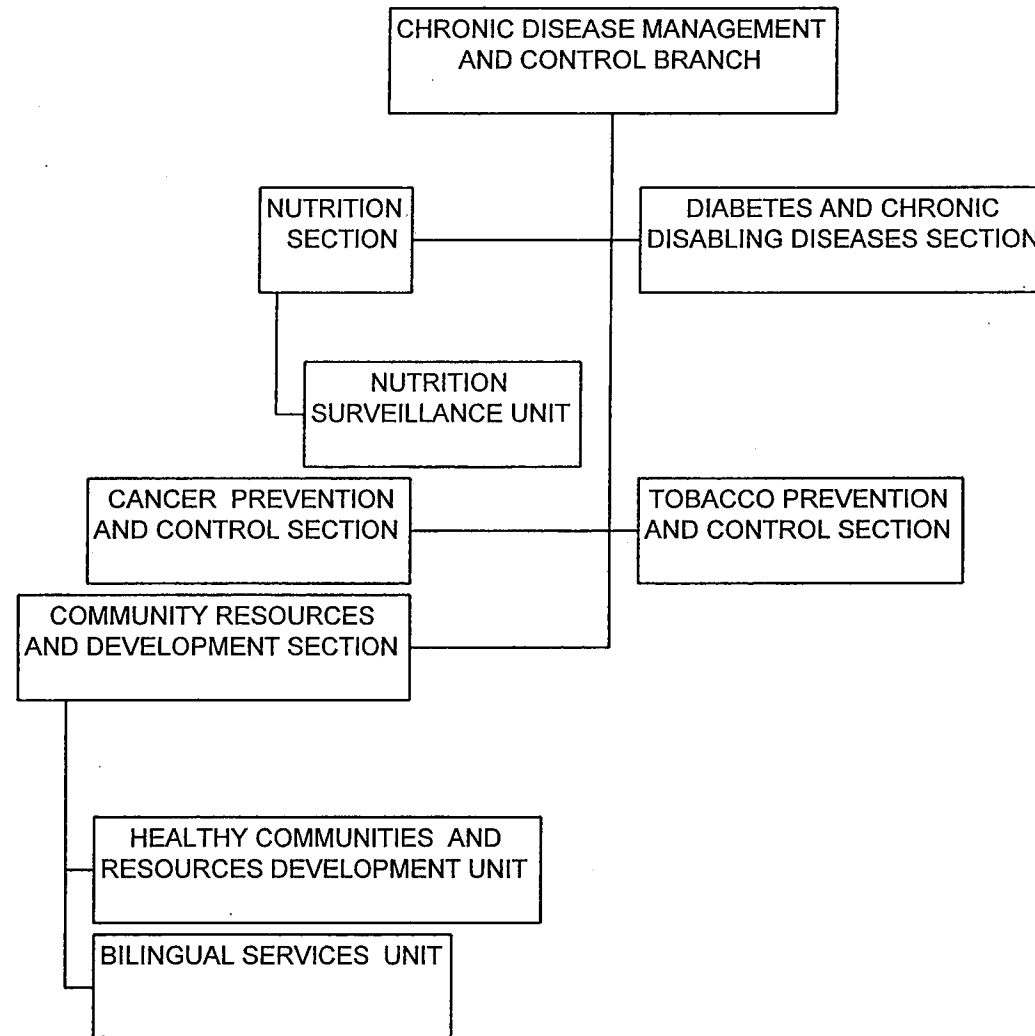 CHRONIC DISEASE MANAGEMENT
AND CONTROL BRANCH
NUTRITION
SECTION
DIABETES AND CHRONIC
DISABLING DISEASES SECTION
NUTRITION
SURVEILLANCE UNIT
CANCER PREVENTION
AND CONTROL SECTION
TOBACCO PREVENTION
AND CONTROL SECTION
COMMUNITY RESOURCES
AND DEVELOPMENT SECTION
HEALTHY COMMUNITIES AND
RESOURCES DEVELOPMENT UNIT
BILINGUAL SERVICES UNIT